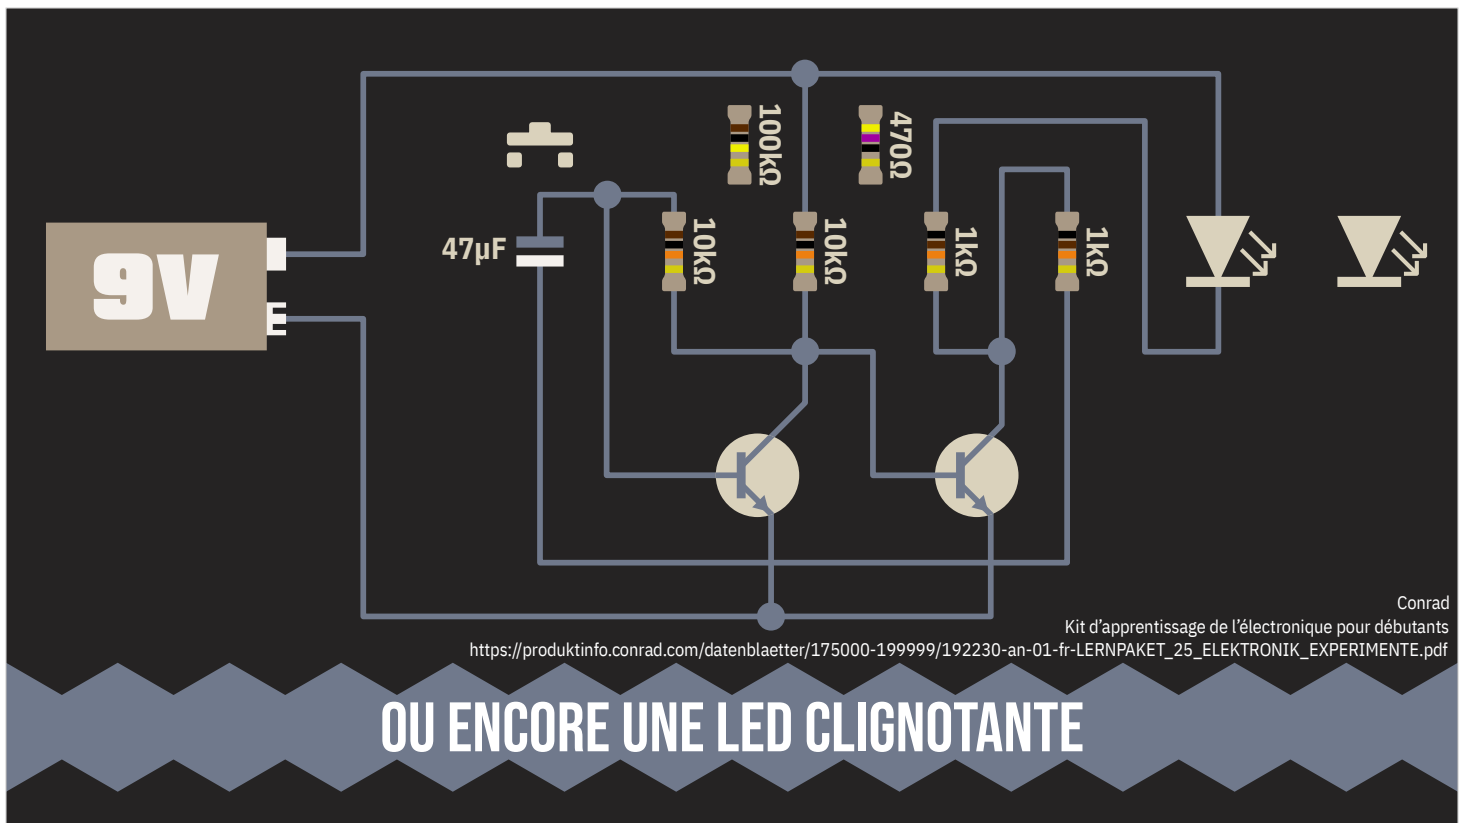 100kΩ
470Ω
47µF
10kΩ
10kΩ
1kΩ
1kΩ
9V
Conrad
Kit d’apprentissage de l’électronique pour débutants
https://produktinfo.conrad.com/datenblaetter/175000-199999/192230-an-01-fr-LERNPAKET_25_ELEKTRONIK_EXPERIMENTE.pdf
OU ENCORE UNE LED CLIGNOTANTE